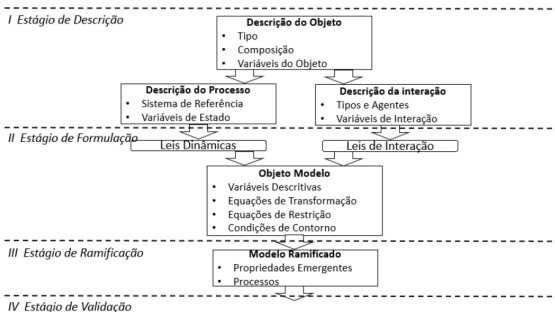 I Estágio de Descrição
Descrição do Objeto
• Tipo
• Composição
• Variáveis do Objeto
Descrição do Processo
• Sistema de Referência
• Variáveis de Estado
Descrição da interação
• Tipos e Agentes
• Variáveis de Interação
II Estágio de Formulação
Leis Dinâmicas
Leis de Interação
Objeto Modelo
• Variáveis Descritivas
• Equações de Transformação
• Equações de Restrição
• Condições de Contorno
III Estágio de Ramificação
Modelo Ramificado
• Propriedades Emergentes
• Processos
IV Estágio de Validação